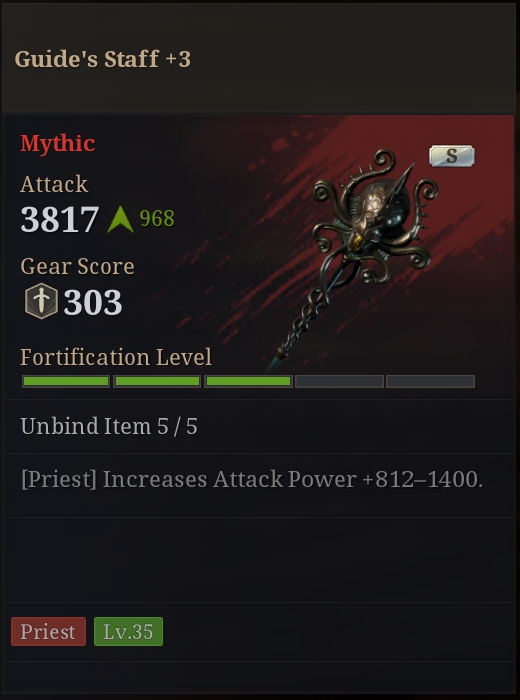 Guide's Staff +3
Mythic
S
Attack
3817 968
Gear Score
303
Fortification Level
Unbind Item 5 / 5
[Priest] Increases Attack Power +812–1400.
Priest Lv.35